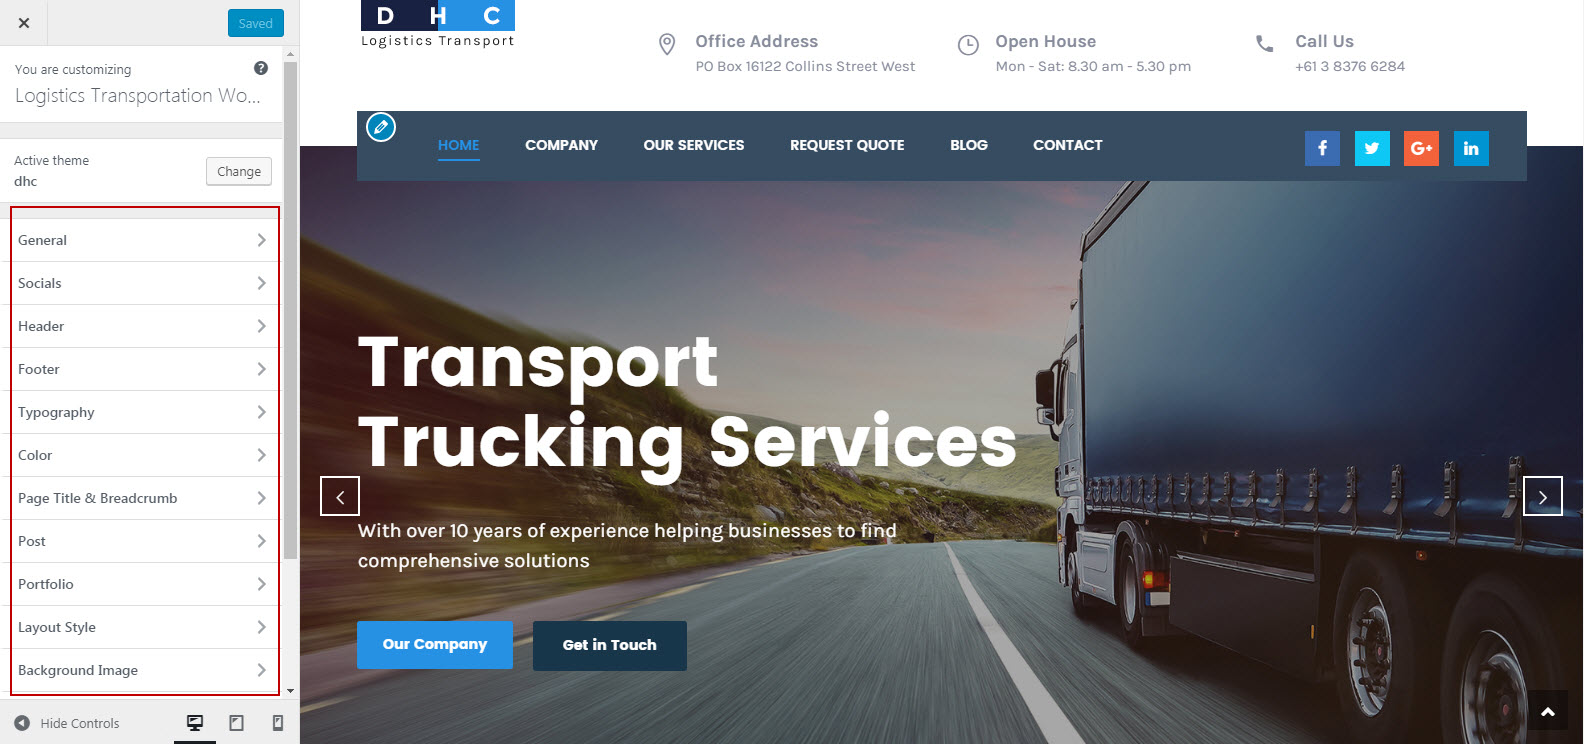 Saved
You are customizing
Logistics Transportation Wo...
Active theme
dhc
Change
General
Socials
Header
Footer
Typography
Color
Page Title & Breadcrumb
Post
Portfolio
Layout Style
Background Image
Hide Controls
DHC
Logistics Transport
Office Address
PO Box 16122 Collins Street West
Open House
Mon - Sat: 8.30 am - 5.30 pm
Call Us
+61 3 8376 6284
HOME COMPANY OUR SERVICES REQUEST QUOTE BLOG CONTACT
Transport
Trucking Services
With over 10 years of experience helping businesses to find
comprehensive solutions
Our Company
Get in Touch